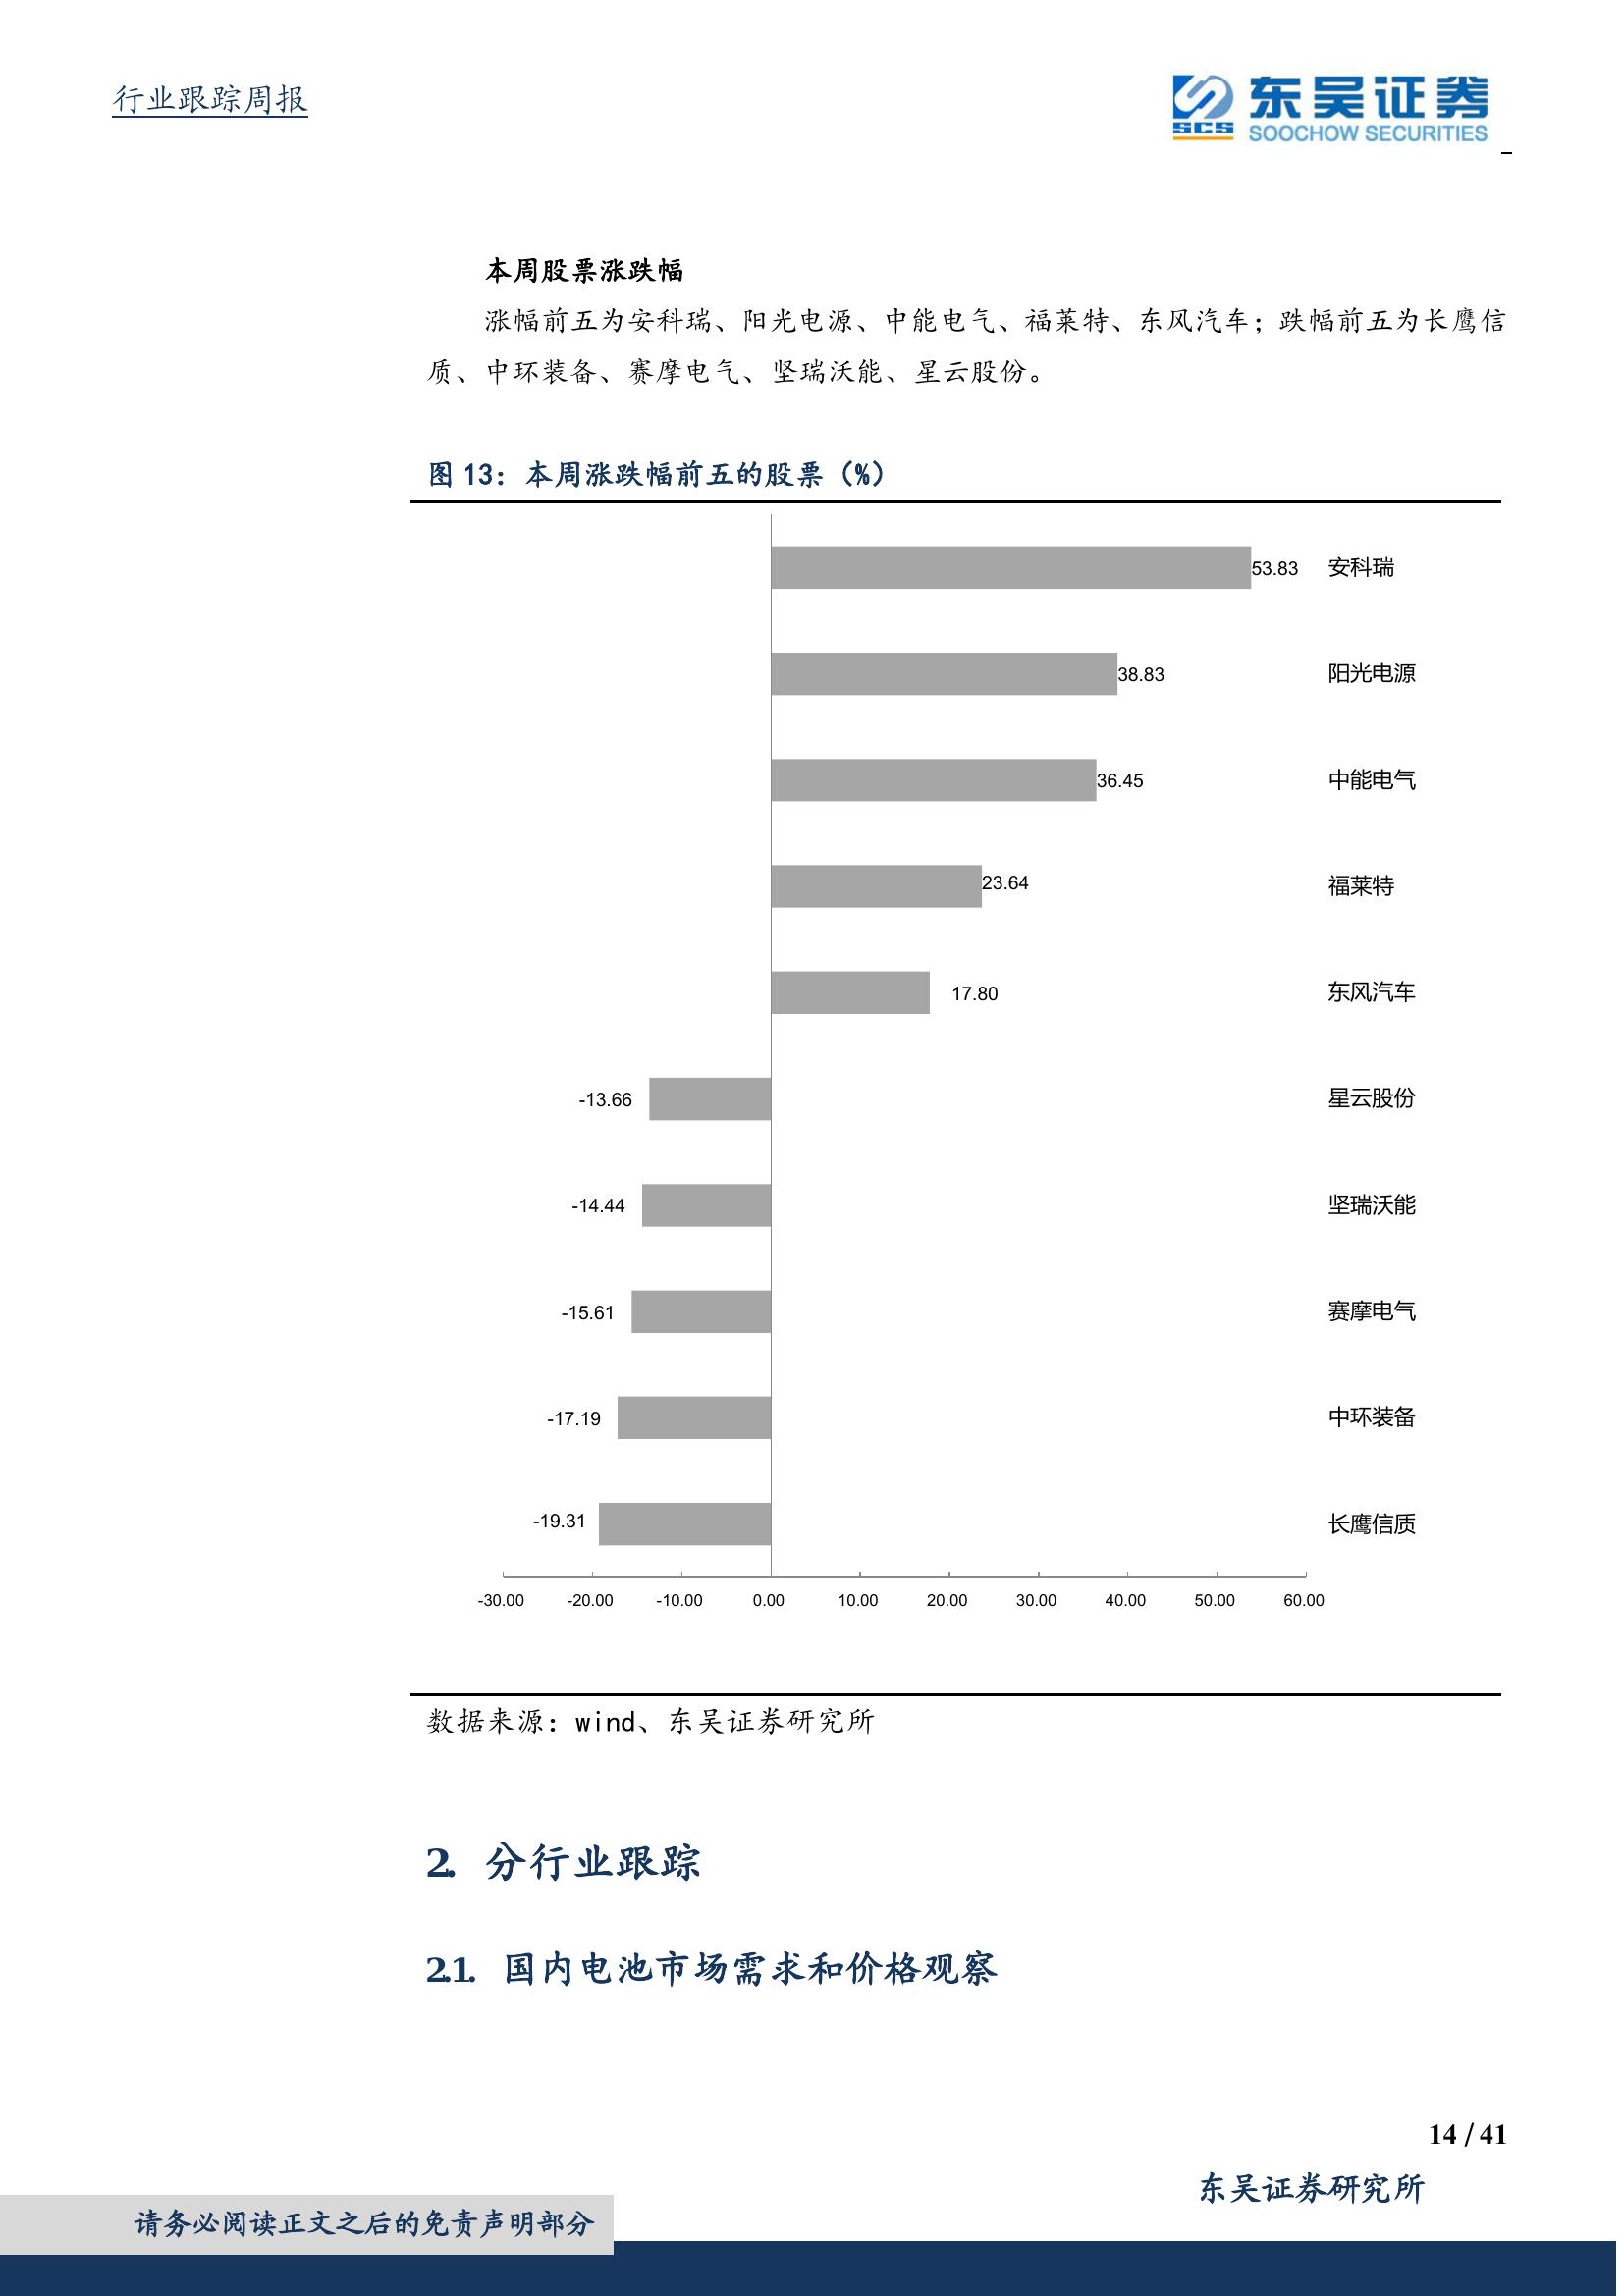 行业跟踪周报
东吴证券
SCS
SOOCHOW SECURITIES
本周股票涨跌幅
涨幅前五为安科瑞、阳光电源、中能电气、福莱特、东风汽车；跌幅前五为长鹰信
质、中环装备、赛摩电气、坚瑞沃能、星云股份。
图 13：本周涨跌幅前五的股票（%）
53.83 安科瑞
38.83 阳光电源
36.45 中能电气
23.64 福莱特
17.80 东风汽车
-13.66 星云股份
-14.44 坚瑞沃能
-15.61 赛摩电气
-17.19 中环装备
-19.31 长鹰信质
-30.00 -20.00 -10.00 0.00 10.00 20.00 30.00 40.00 50.00 60.00
数据来源：wind、东吴证券研究所
2. 分行业跟踪
2.1. 国内电池市场需求和价格观察
14 / 41
东吴证券研究所
请务必阅读正文之后的免责声明部分